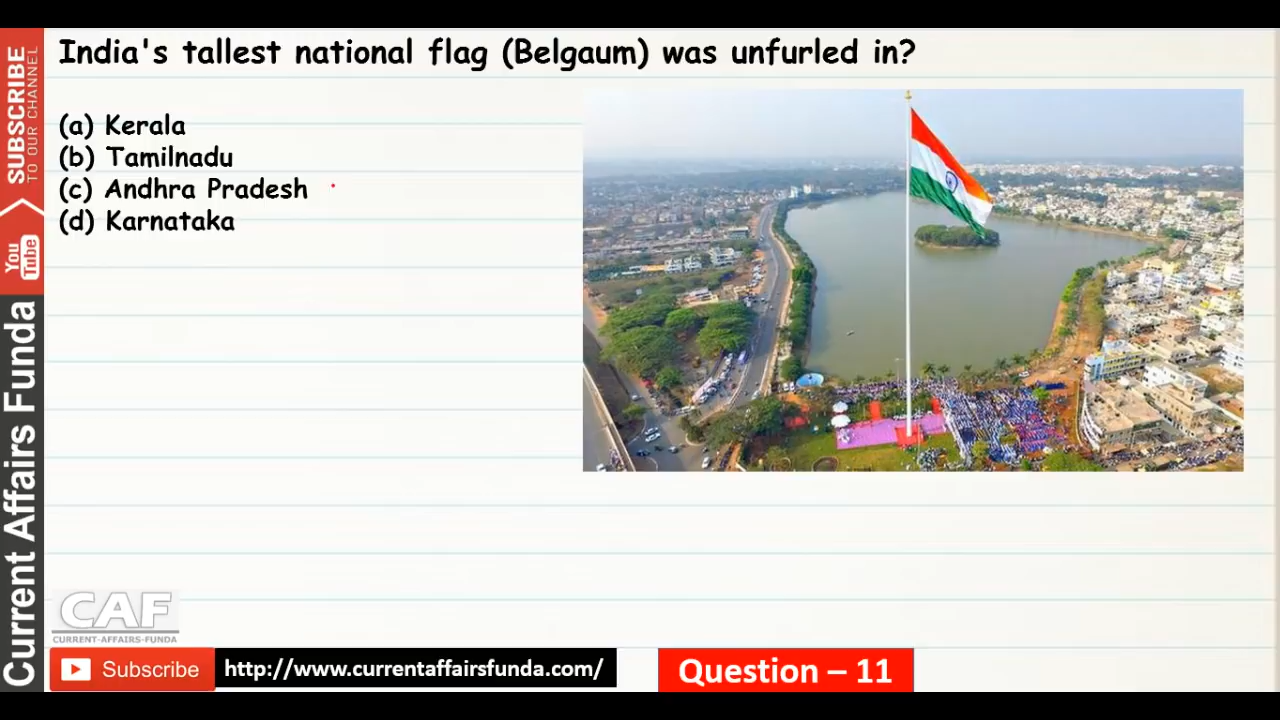 India's tallest national flag (Belgaum) was unfurled in?
(a) Kerala
(b) Tamilnadu
(c) Andhra Pradesh
(d) Karnataka
SUBSCRIBE
TO OUR CHANNEL
You
Tube
Current Affairs Funda
CAF
CURRENT-AFFAIRS-FUNDA
Subscribe
http://www.currentaffairsfunda.com/
Question – 11